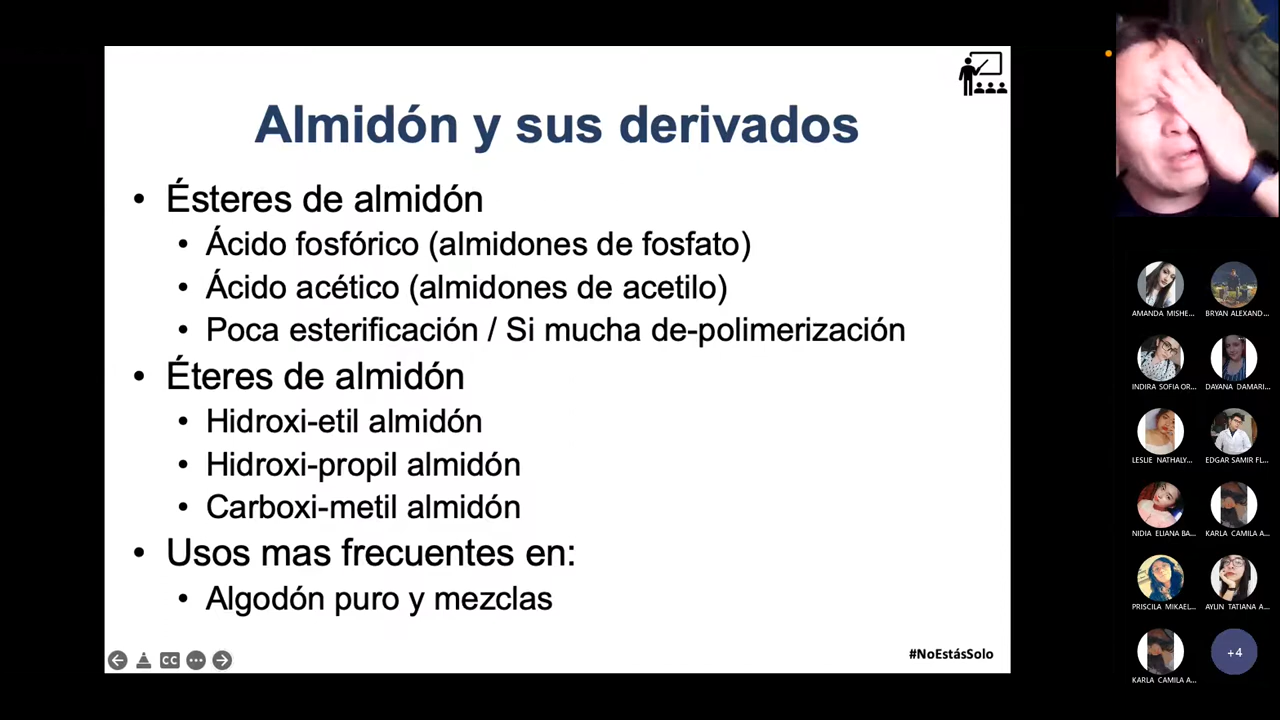 Almidón y sus derivados
• Ésteres de almidón
• Ácido fosfórico (almidones de fosfato)
• Ácido acético (almidones de acetilo)
• Poca esterificación / Si mucha de-polimerización
• Éteres de almidón
• Hidroxi-etil almidón
• Hidroxi-propil almidón
• Carboxi-metil almidón
• Usos mas frecuentes en:
• Algodón puro y mezclas
CC
#NoEstásSolo
AMANDA MISHE... BRYAN ALEXAND...
INDIRA SOFIA OR... DAYANA DAMARI...
LESLIE NATHALY... EDGAR SAMIR FL...
NIDIA ELIANA BA... KARLA CAMILA A...
PRISCILA MIKAEL... AYLIN TATIANA A...
+4
KARLA CAMILA A...